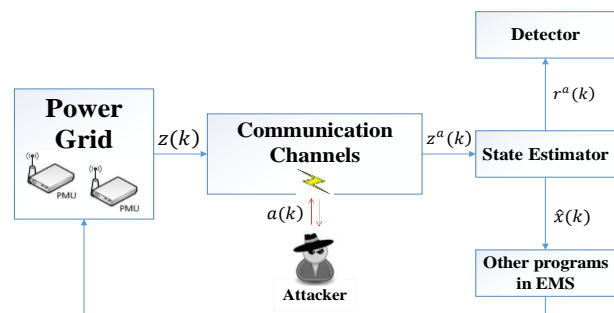 Detector
Power
Grid
z(k)
Communication
Channels
z^a(k)
r^a(k)
State Estimator
PMU
PMU
a(k)
x̂(k)
Attacker
Other programs
in EMS